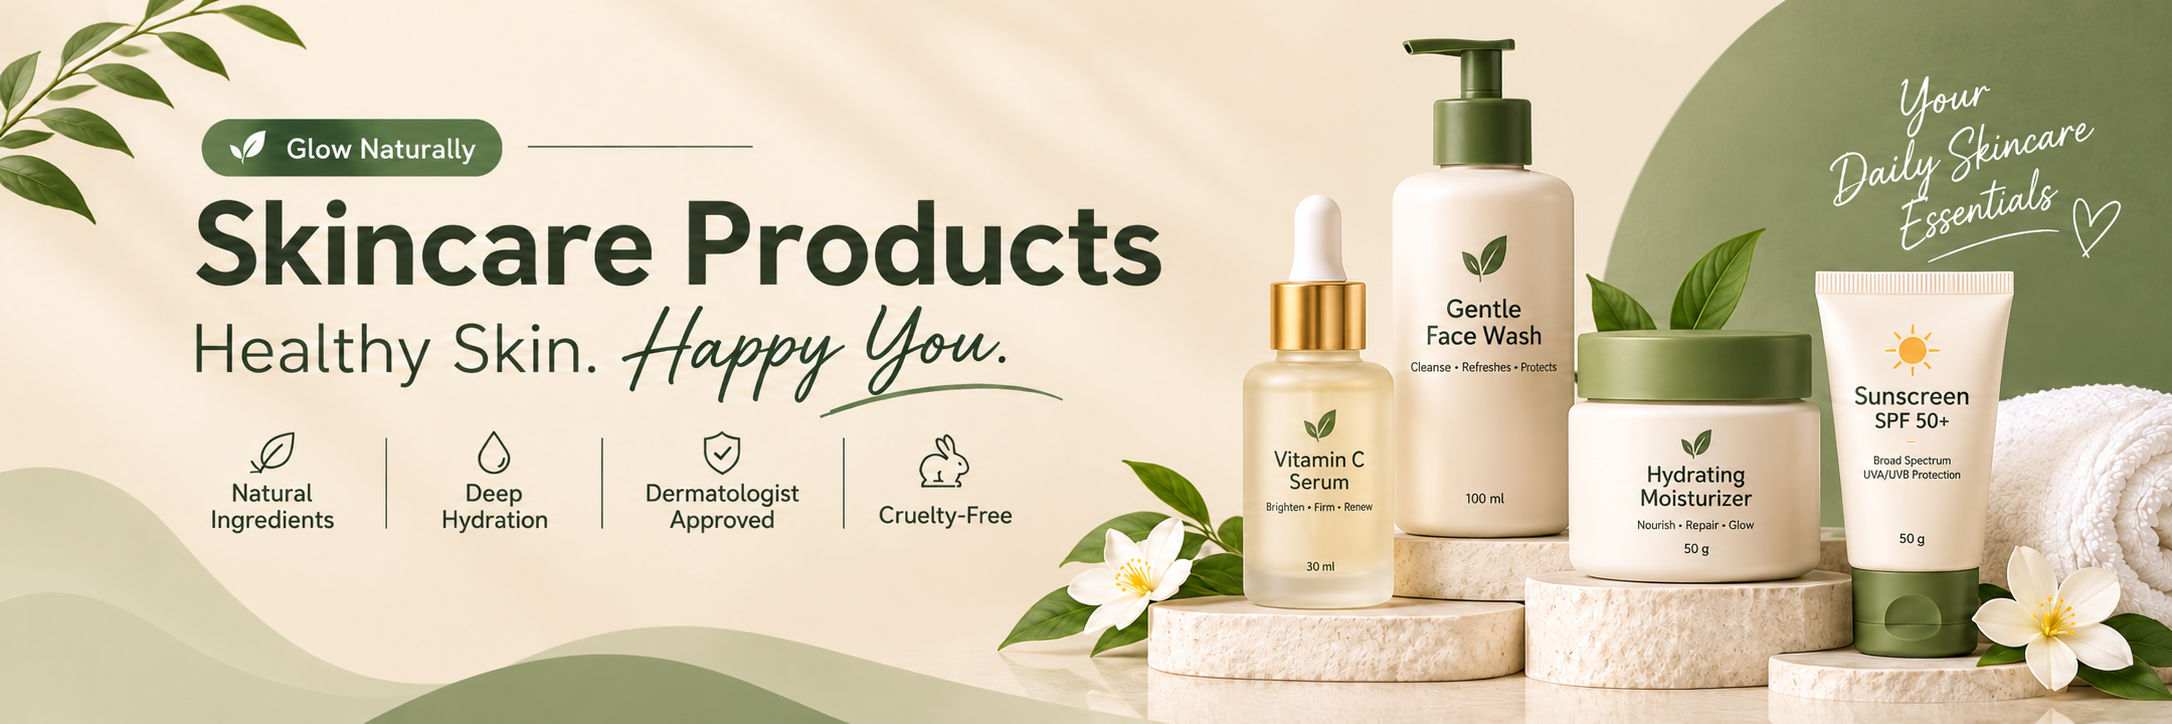 Glow Naturally
Skincare Products
Healthy Skin. Happy You.
Natural
Ingredients
Deep
Hydration
Dermatologist
Approved
Cruelty-Free
Vitamin C
Serum
Brighten • Firm • Renew
30 ml
Gentle
Face Wash
Cleanse • Refreshes • Protects
100 ml
Hydrating
Moisturizer
Nourish • Repair • Glow
50 g
Your
Daily Skincare
Essentials
Sunscreen
SPF 50+
Broad Spectrum
UVA/UVB Protection
50 g